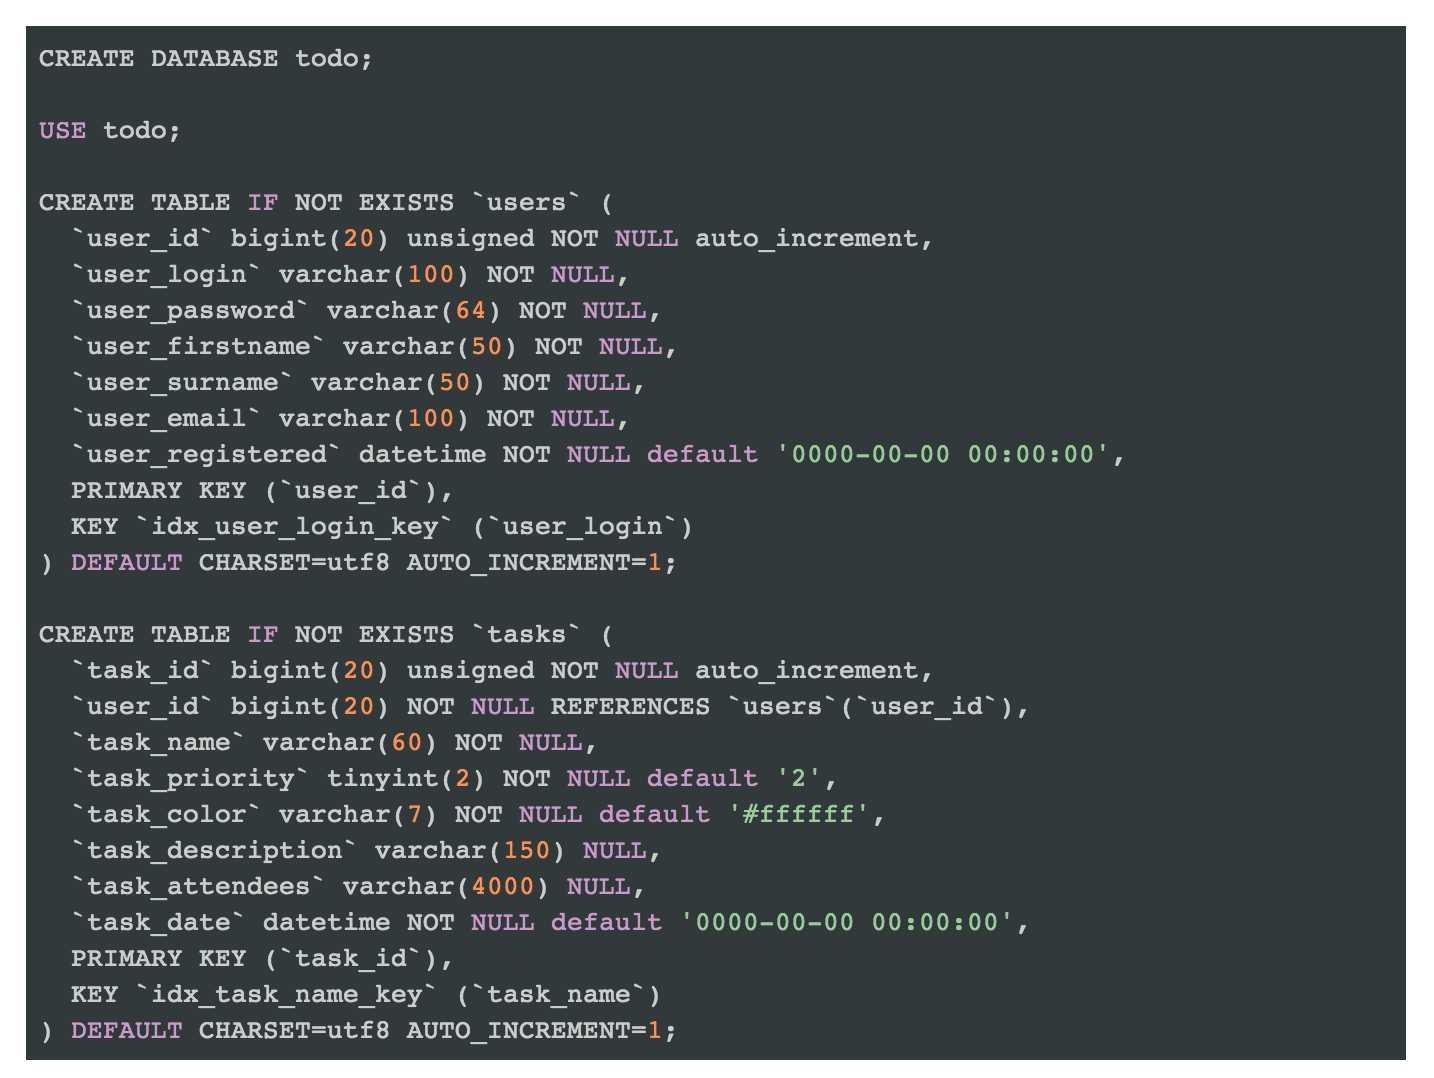 CREATE DATABASE todo;
USE todo;
CREATE TABLE IF NOT EXISTS `users` (
  `user_id` bigint(20) unsigned NOT NULL auto_increment,
  `user_login` varchar(100) NOT NULL,
  `user_password` varchar(64) NOT NULL,
  `user_firstname` varchar(50) NOT NULL,
  `user_surname` varchar(50) NOT NULL,
  `user_email` varchar(100) NOT NULL,
  `user_registered` datetime NOT NULL default '0000-00-00 00:00:00',
  PRIMARY KEY (`user_id`),
  KEY `idx_user_login_key` (`user_login`)
) DEFAULT CHARSET=utf8 AUTO_INCREMENT=1;
CREATE TABLE IF NOT EXISTS `tasks` (
  `task_id` bigint(20) unsigned NOT NULL auto_increment,
  `user_id` bigint(20) NOT NULL REFERENCES `users`(`user_id`),
  `task_name` varchar(60) NOT NULL,
  `task_priority` tinyint(2) NOT NULL default '2',
  `task_color` varchar(7) NOT NULL default '#ffffff',
  `task_description` varchar(150) NULL,
  `task_attendees` varchar(4000) NULL,
  `task_date` datetime NOT NULL default '0000-00-00 00:00:00',
  PRIMARY KEY (`task_id`),
  KEY `idx_task_name_key` (`task_name`)
) DEFAULT CHARSET=utf8 AUTO_INCREMENT=1;